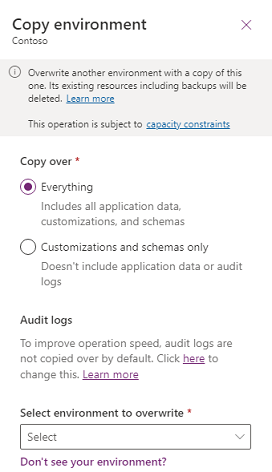 Copy environment
Contoso
Overwrite another environment with a copy of this
one. Its existing resources including backups will be
deleted. Learn more
This operation is subject to capacity constraints
Copy over *
Everything
Includes all application data,
customizations, and schemas
Customizations and schemas only
Doesn't include application data or audit
logs
Audit logs
To improve operation speed, audit logs are
not copied over by default. Click here to
change this. Learn more
Select environment to overwrite *
Select
Don't see your environment?